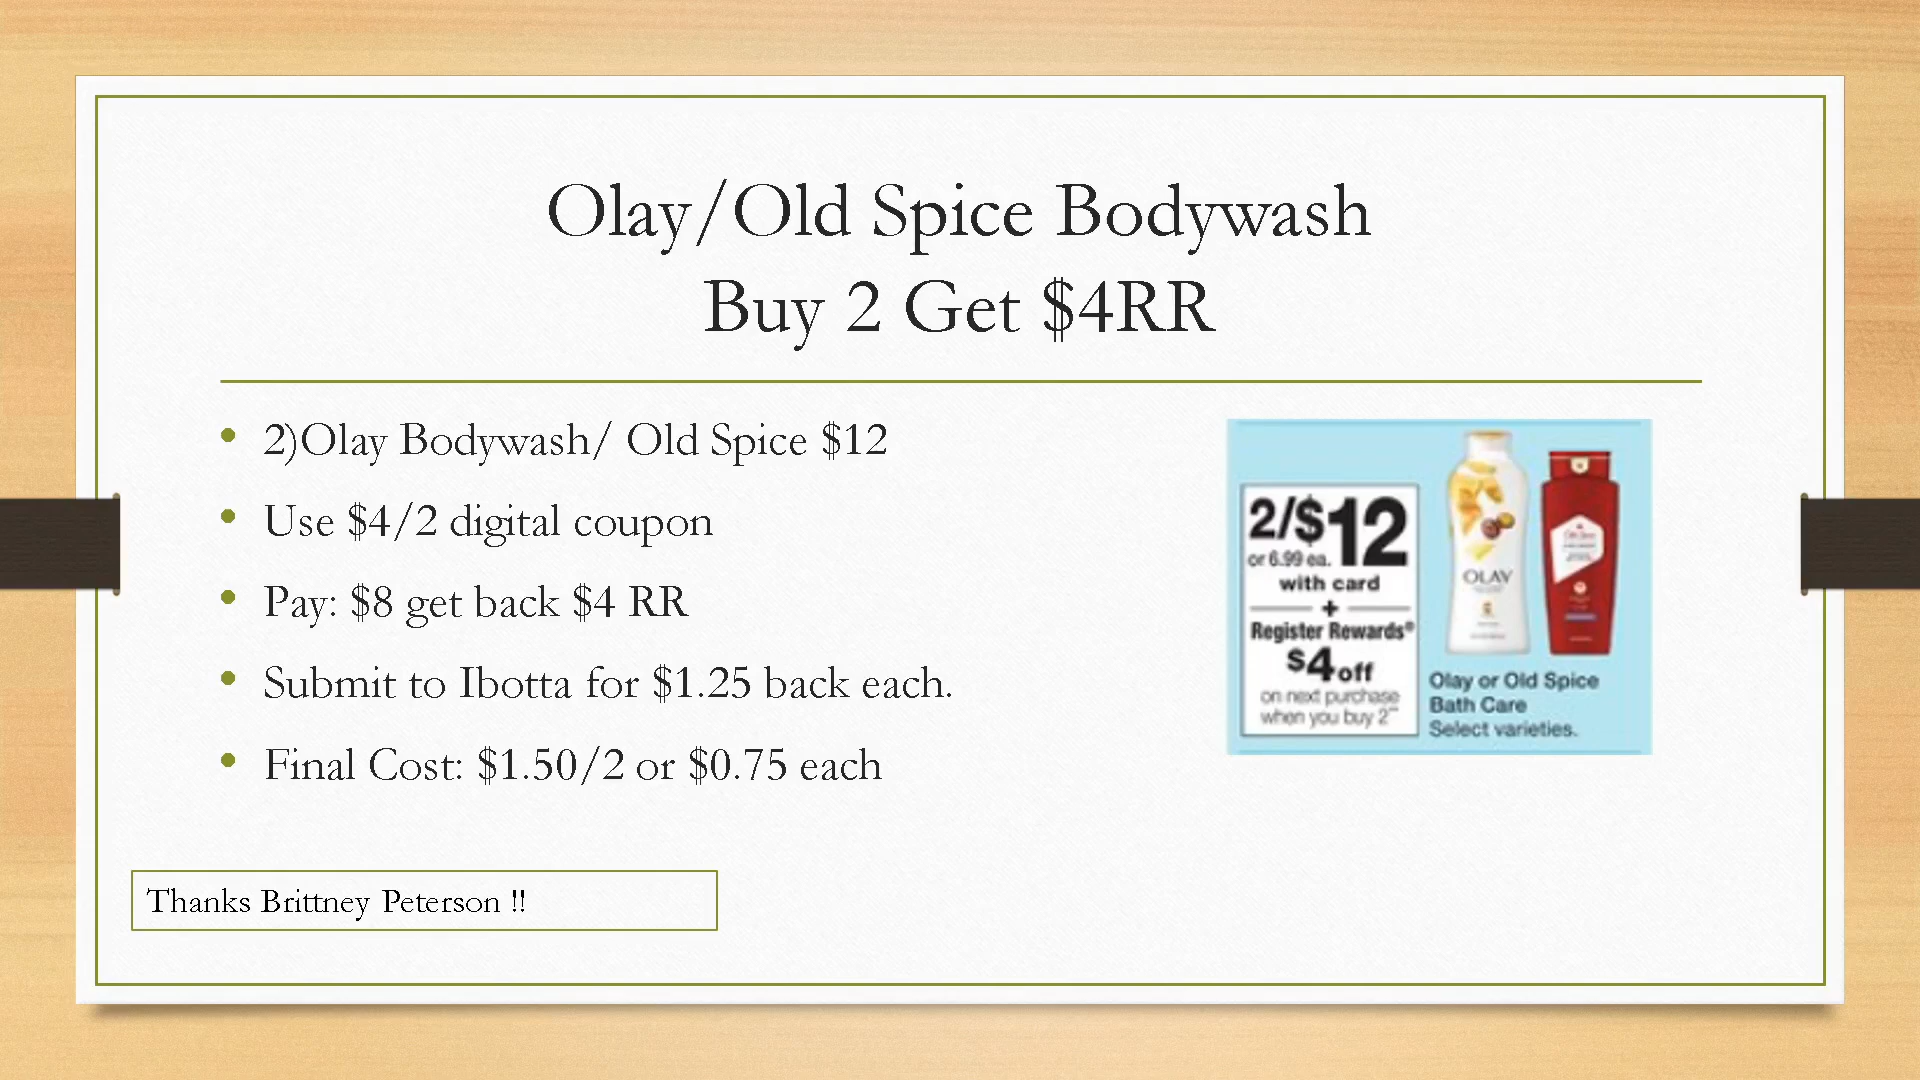 Olay/Old Spice Bodywash
Buy 2 Get $4RR
• 2)Olay Bodywash/ Old Spice $12
• Use $4/2 digital coupon
• Pay: $8 get back $4 RR
• Submit to Ibotta for $1.25 back each.
• Final Cost: $1.50/2 or $0.75 each
2/$12
or 6.99 ea.
with card
+
Register Rewards®
$4 off
on next purchase
when you buy 2**
OLAY
Olay or Old Spice
Bath Care
Select varieties.
Thanks Brittney Peterson !!